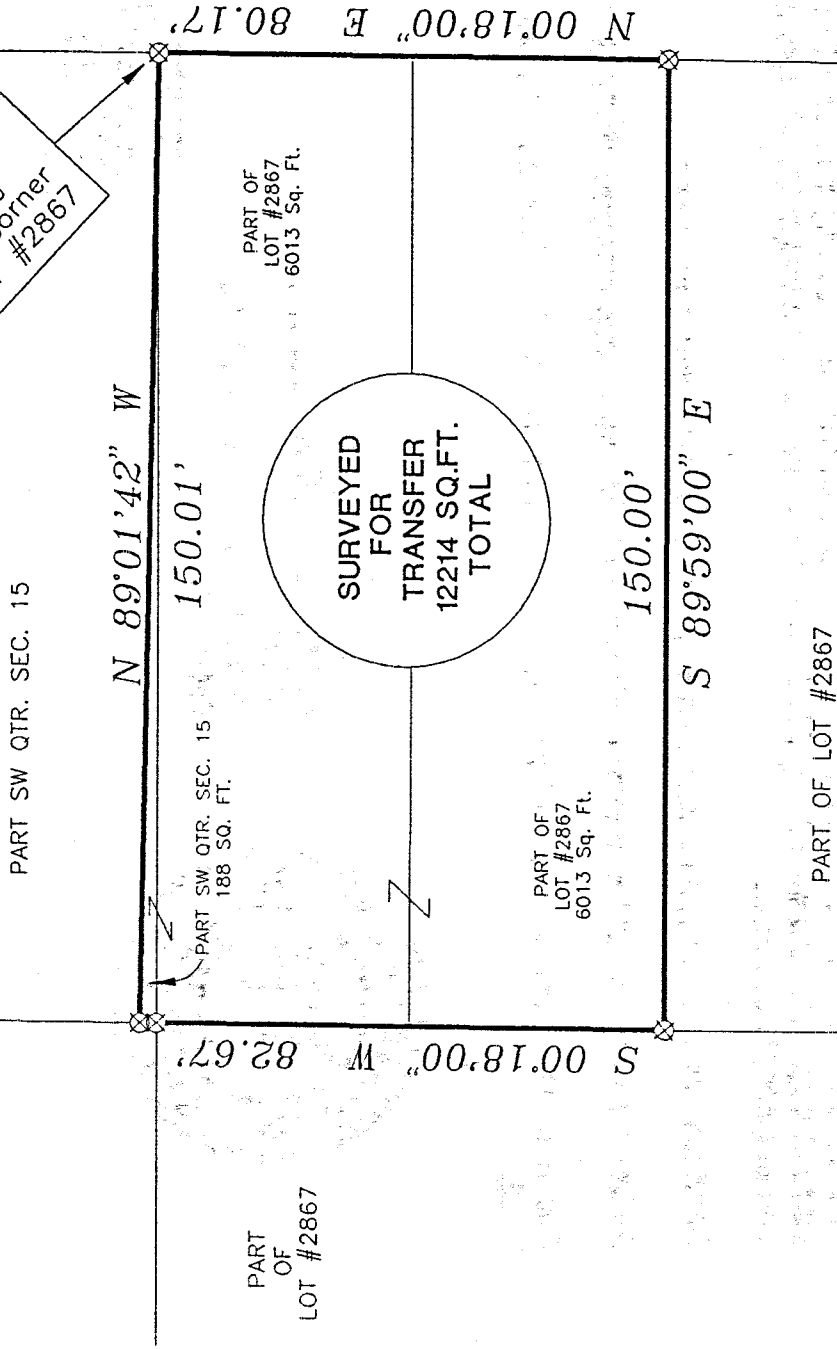 N 00°18'00" E 80.17'
Corner
#2867
PART OF
LOT #2867
6013 Sq. Ft.
PART SW QTR. SEC. 15
N 89°01'42" W
150.01'
SURVEYED
FOR
TRANSFER
12214 SQ.FT.
TOTAL
PART SW QTR. SEC. 15
188 SQ. FT.
PART OF
LOT #2867
6013 Sq. Ft.
150.00'
S 89°59'00" E
S 00°18'00" W 82.67'
PART
OF
LOT #2867
PART OF LOT #2867